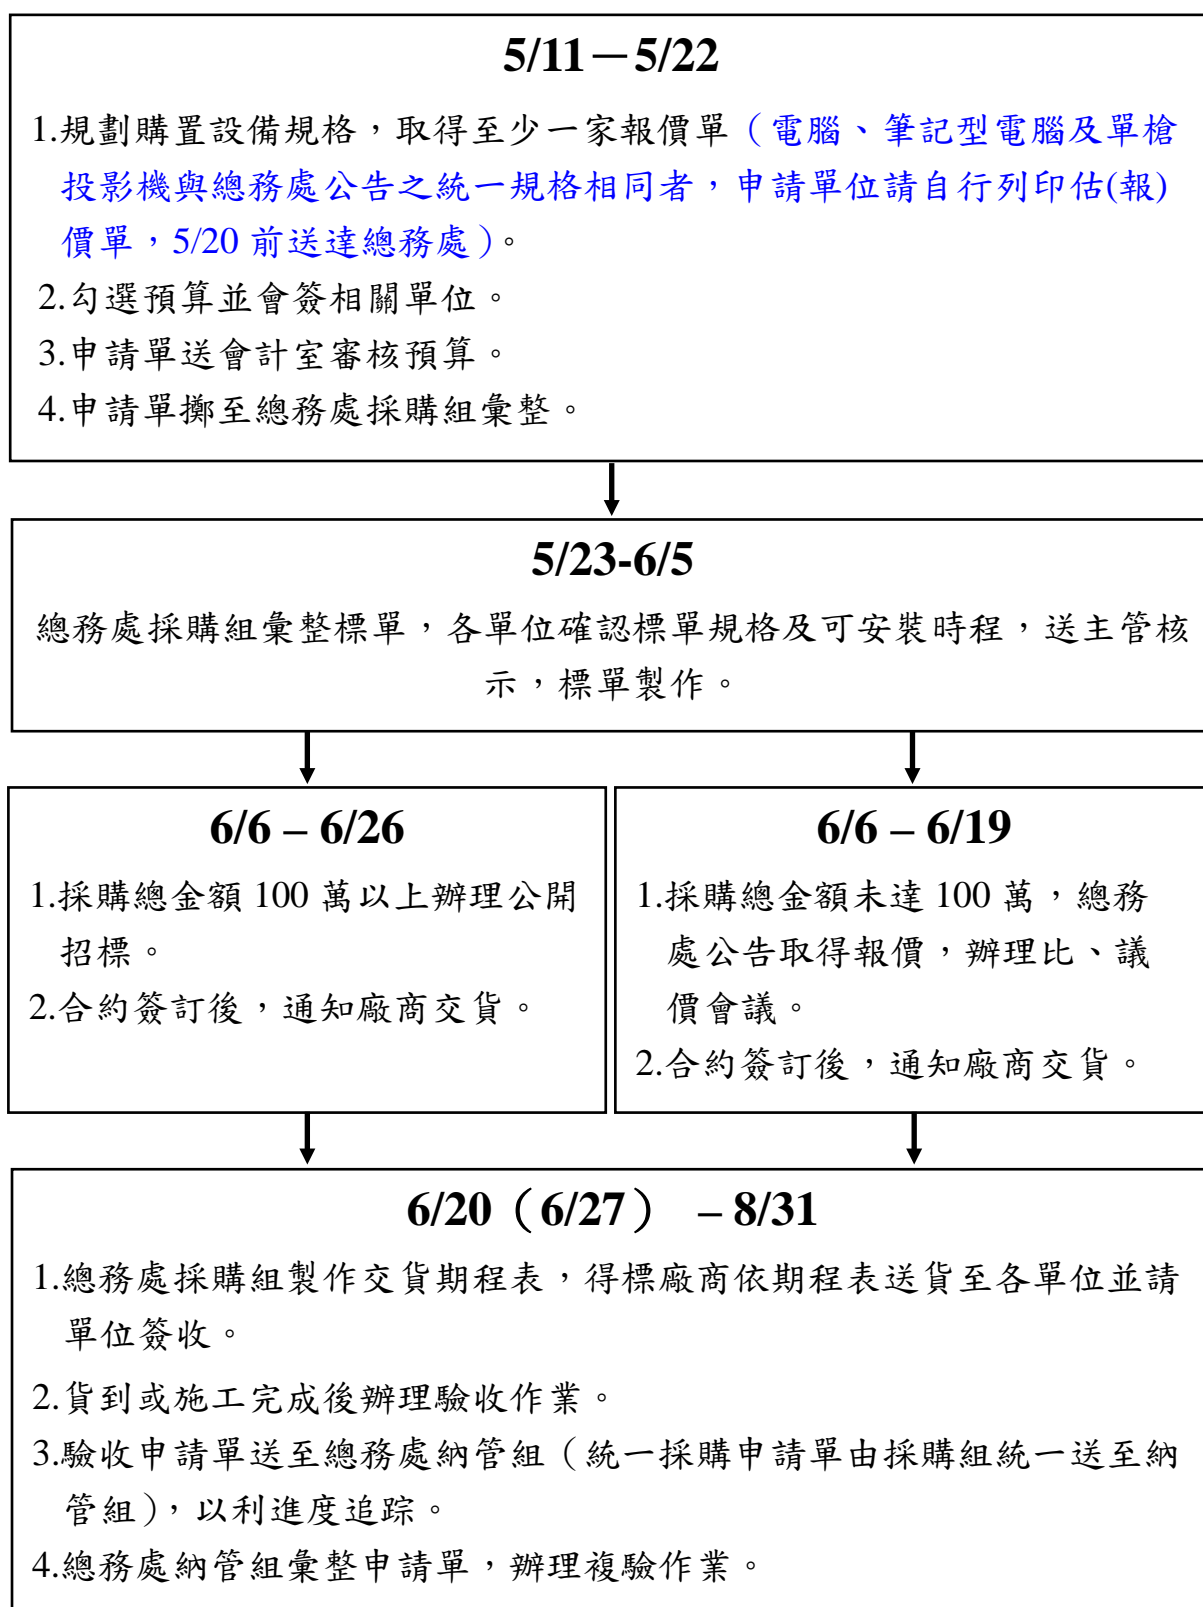 5/11－5/22
1.規劃購置設備規格，取得至少一家報價單（電腦、筆記型電腦及單槍
投影機與總務處公告之統一規格相同者，申請單位請自行列印估(報)
價單，5/20 前送達總務處）。
2.勾選預算並會簽相關單位。
3.申請單送會計室審核預算。
4.申請單擲至總務處採購組彙整。
5/23-6/5
總務處採購組彙整標單，各單位確認標單規格及可安裝時程，送主管核
示，標單製作。
6/6 – 6/26
1.採購總金額 100 萬以上辦理公開
招標。
2.合約簽訂後，通知廠商交貨。
6/6 – 6/19
1.採購總金額未達 100 萬，總務
處公告取得報價，辦理比、議
價會議。
2.合約簽訂後，通知廠商交貨。
6/20（6/27） – 8/31
1.總務處採購組製作交貨期程表，得標廠商依期程表送貨至各單位並請
單位簽收。
2.貨到或施工完成後辦理驗收作業。
3.驗收申請單送至總務處納管組（統一採購申請單由採購組統一送至納
管組），以利進度追踪。
4.總務處納管組彙整申請單，辦理複驗作業。